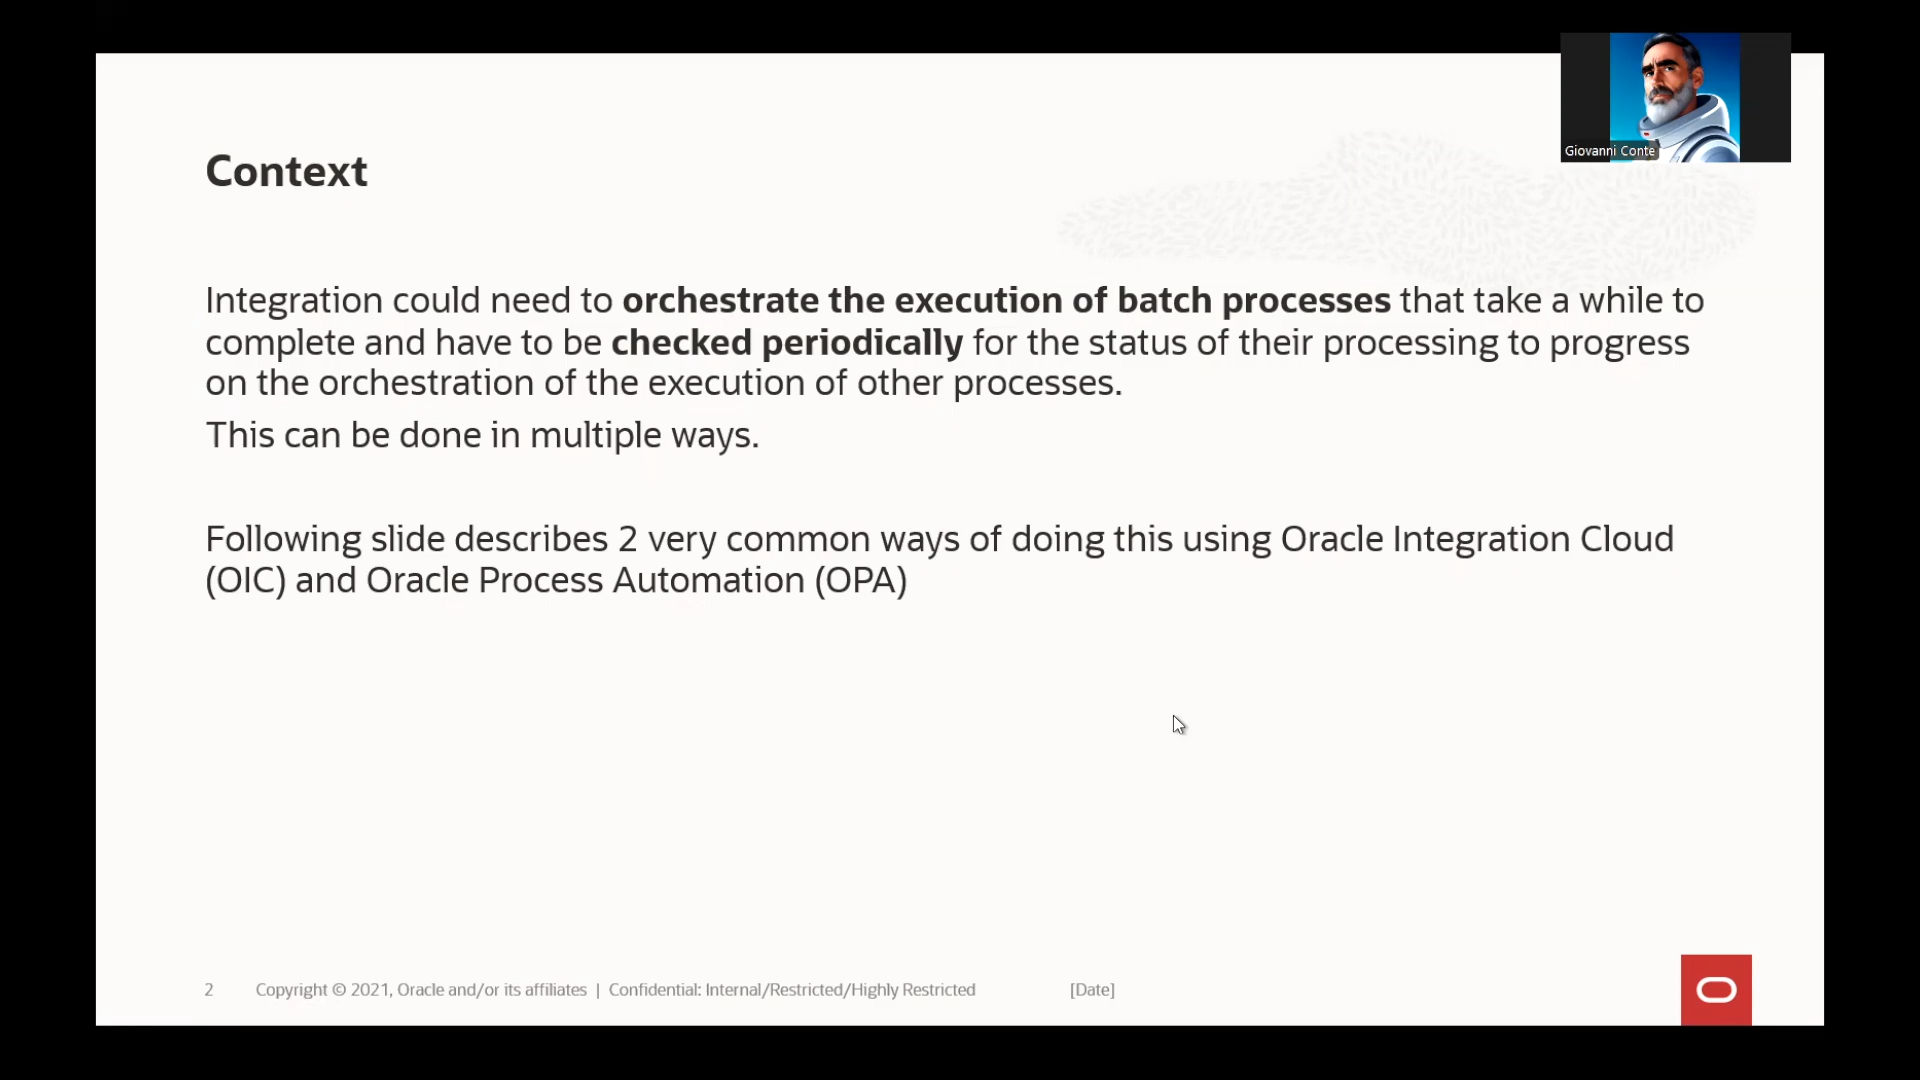 Giovanni Conte
Context
Integration could need to orchestrate the execution of batch processes that take a while to
complete and have to be checked periodically for the status of their processing to progress
on the orchestration of the execution of other processes.
This can be done in multiple ways.
Following slide describes 2 very common ways of doing this using Oracle Integration Cloud
(OIC) and Oracle Process Automation (OPA)
2 Copyright © 2021, Oracle and/or its affiliates | Confidential: Internal/Restricted/Highly Restricted [Date]